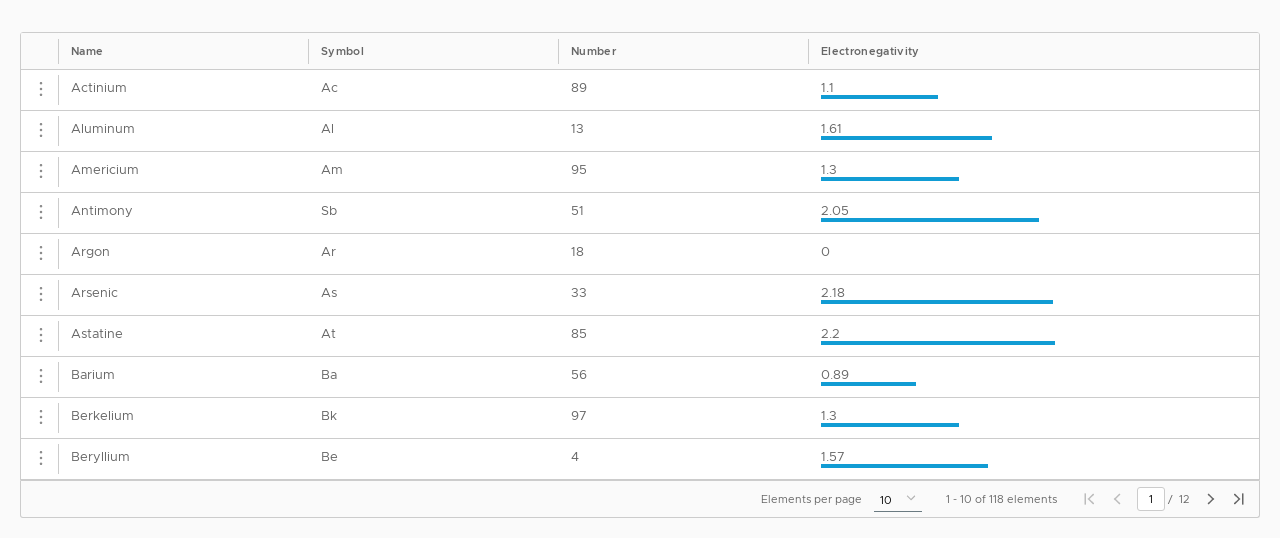 Name Symbol Number Electronegativity
Actinium Ac 89 1.1
Aluminum Al 13 1.61
Americium Am 95 1.3
Antimony Sb 51 2.05
Argon Ar 18 0
Arsenic As 33 2.18
Astatine At 85 2.2
Barium Ba 56 0.89
Berkelium Bk 97 1.3
Beryllium Be 4 1.57
Elements per page 10 1 - 10 of 118 elements 1 / 12